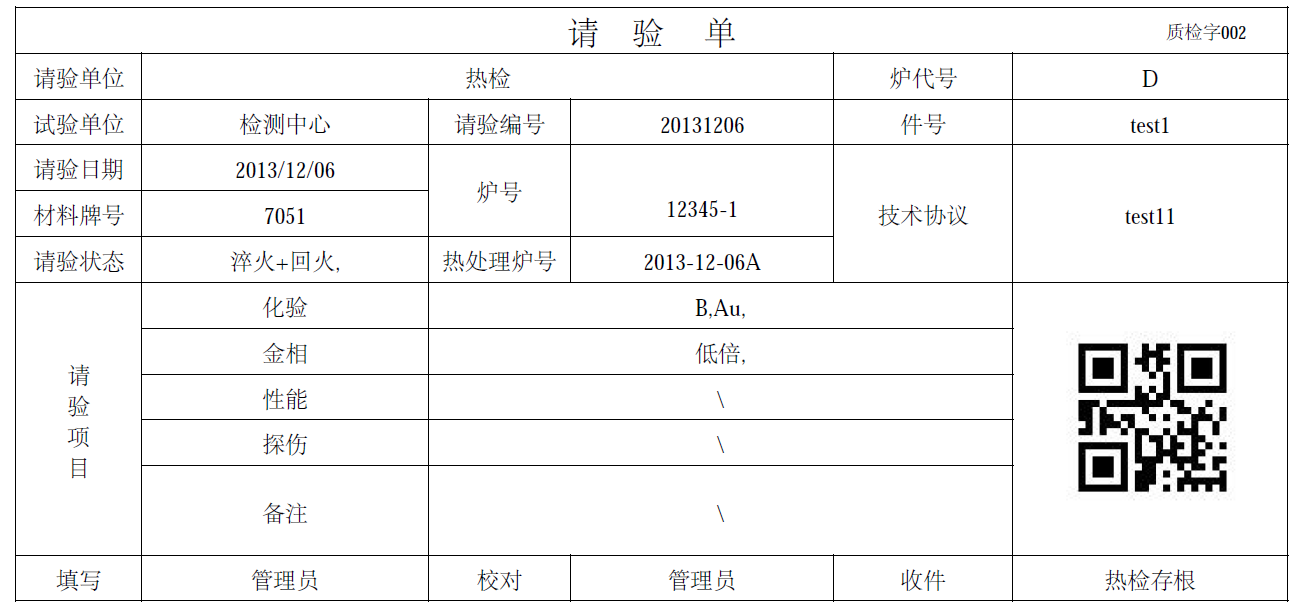 请 验 单
质检字002
请验单位 热检 炉代号 D
试验单位 检测中心 请验编号 20131206 件号 test1
请验日期 2013/12/06 炉号 12345-1 技术协议 test11
材料牌号 7051
请验状态 淬火+回火, 热处理炉号 2013-12-06A
请验项目
化验 B,Au,
金相 低倍,
性能 \
探伤 \
备注 \
填写 管理员 校对 管理员 收件 热检存根